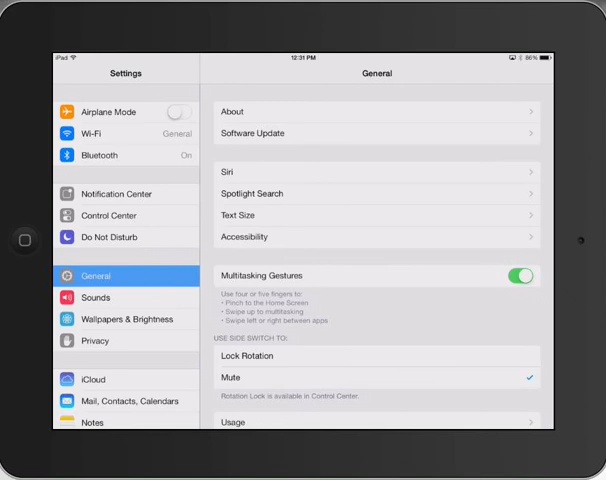 iPad
12:31 PM
86%
Settings
General
Airplane Mode
Wi-Fi General
Bluetooth On
Notification Center
Control Center
Do Not Disturb
General
Sounds
Wallpapers & Brightness
Privacy
iCloud
Mail, Contacts, Calendars
Notes
About
Software Update
Siri
Spotlight Search
Text Size
Accessibility
Multitasking Gestures
Use four or five fingers to:
• Pinch to the Home Screen
• Swipe up to multitasking
• Swipe left or right between apps
USE SIDE SWITCH TO:
Lock Rotation
Mute
Rotation Lock is available in Control Center.
Usage